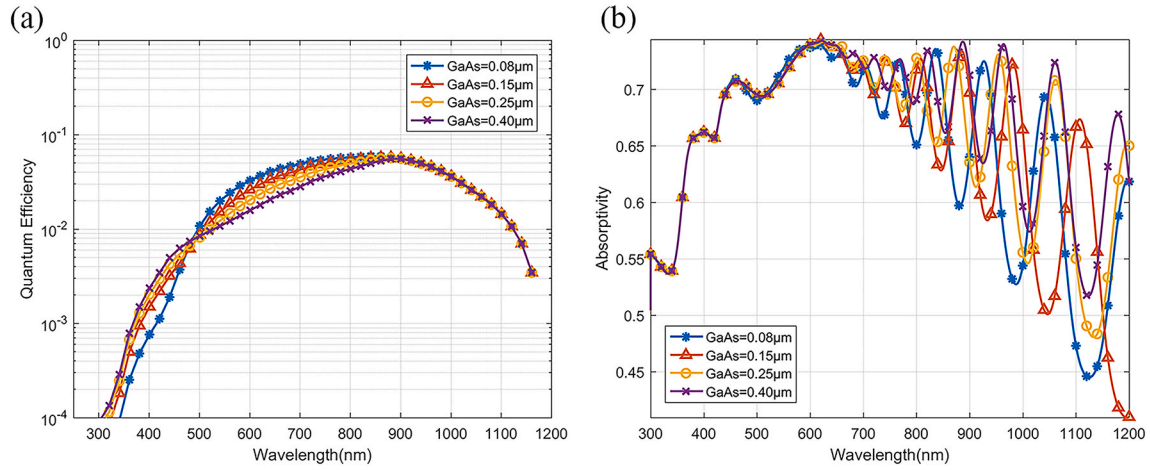 (a)
10^0
10^-1
10^-2
10^-3
10^-4
Quantum Efficiency
GaAs=0.08μm
GaAs=0.15μm
GaAs=0.25μm
GaAs=0.40μm
300 400 500 600 700 800 900 1000 1100 1200
Wavelength(nm)
(b)
0.7
0.65
0.6
0.55
0.5
0.45
Absorptivity
GaAs=0.08μm
GaAs=0.15μm
GaAs=0.25μm
GaAs=0.40μm
300 400 500 600 700 800 900 1000 1100 1200
Wavelength(nm)